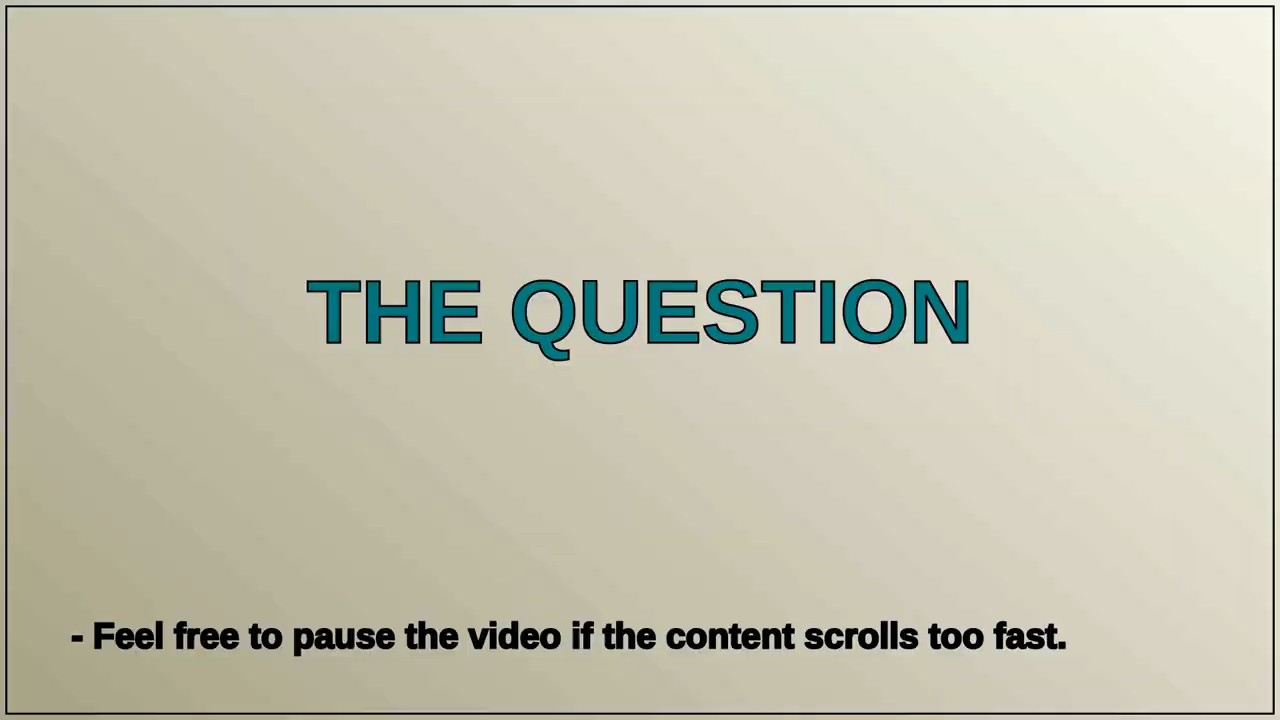 THE QUESTION
- Feel free to pause the video if the content scrolls too fast.